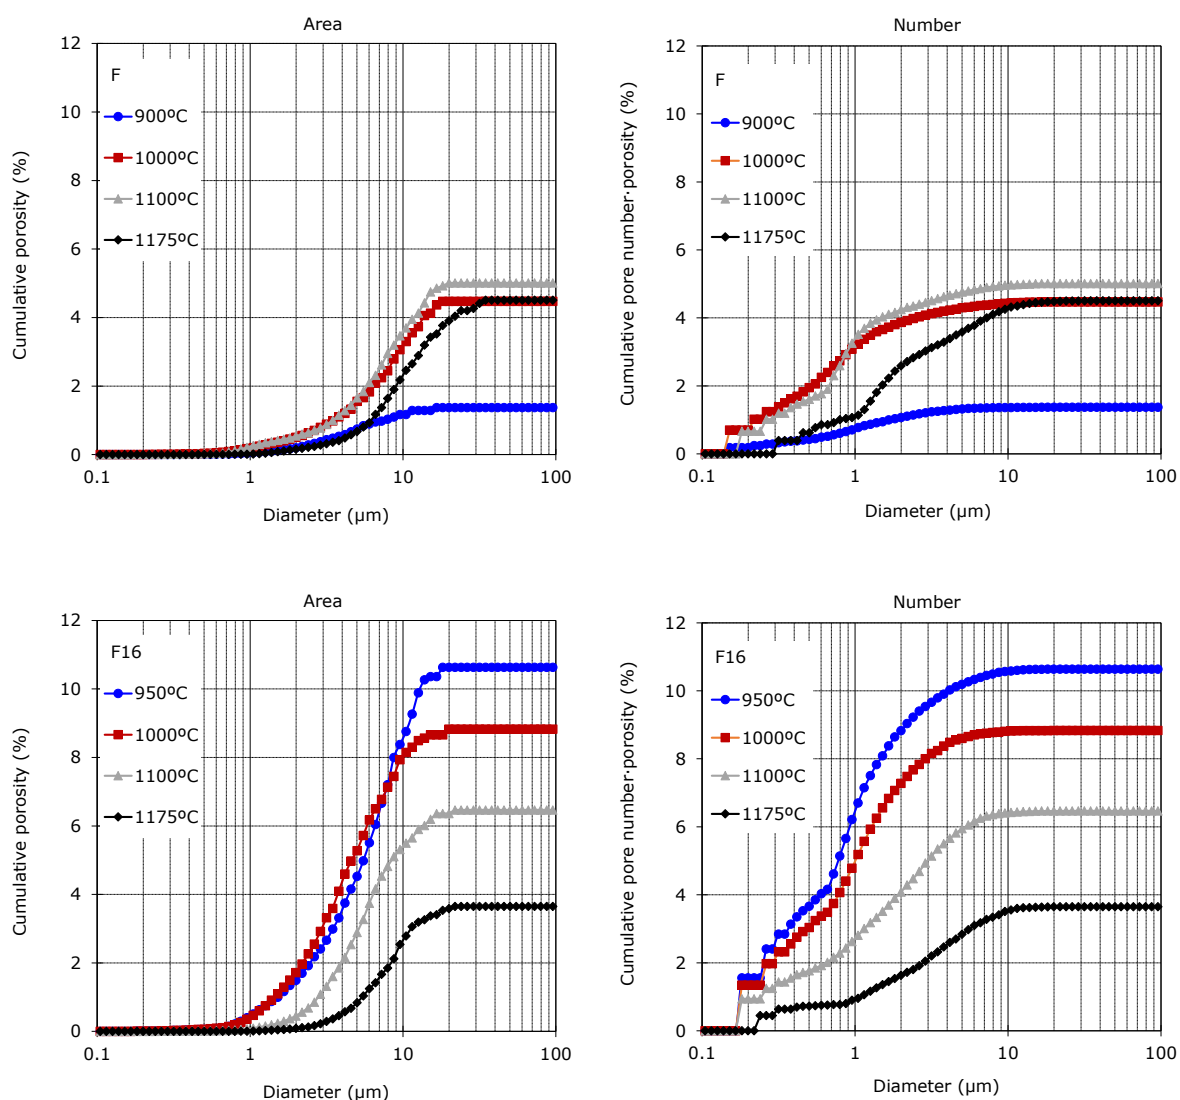 Area
Cumulative porosity (%)
12
10
8
6
4
2
0
F
900ºC
1000ºC
1100ºC
1175ºC
0.1
1
10
100
Diameter (µm)
Number
Cumulative pore number·porosity (%)
12
10
8
6
4
2
0
F
900ºC
1000ºC
1100ºC
1175ºC
0.1
1
10
100
Diameter (µm)
Area
Cumulative porosity (%)
12
10
8
6
4
2
0
F16
950ºC
1000ºC
1100ºC
1175ºC
0.1
1
10
100
Diameter (µm)
Number
Cumulative pore number·porosity (%)
12
10
8
6
4
2
0
F16
950ºC
1000ºC
1100ºC
1175ºC
0.1
1
10
100
Diameter (µm)